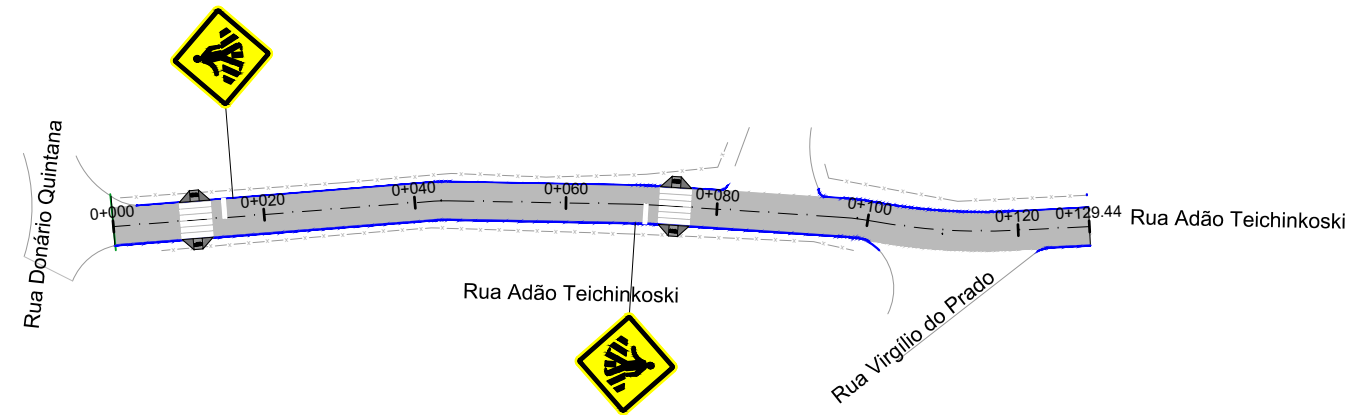 Rua Donário Quintana
0+000
0+020
0+040
0+060
0+080
0+100
0+120
0+129.44
Rua Adão Teichinkoski
Rua Adão Teichinkoski
Rua Virgílio do Prado